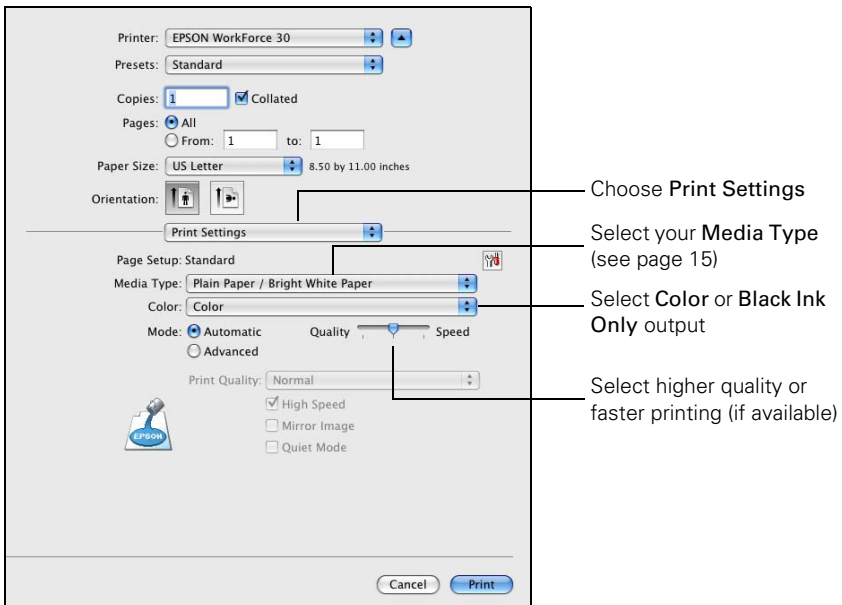 Printer: EPSON WorkForce 30
Presets: Standard
Copies: 1 Collated
Pages: All
From: 1 to: 1
Paper Size: US Letter 8.50 by 11.00 inches
Orientation:
Print Settings
Page Setup: Standard
Media Type: Plain Paper / Bright White Paper
Color: Color
Mode: Automatic Quality Speed
Advanced
Print Quality: Normal
High Speed
Mirror Image
Quiet Mode
EPSON
Cancel Print
Choose Print Settings
Select your Media Type
(see page 15)
Select Color or Black Ink
Only output
Select higher quality or
faster printing (if available)